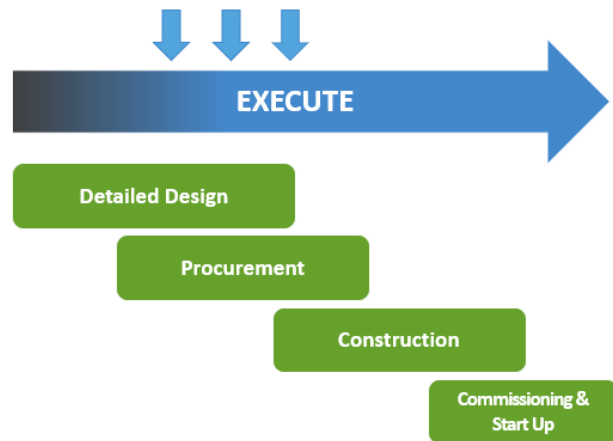 EXECUTE
Detailed Design
Procurement
Construction
Commissioning &
Start Up